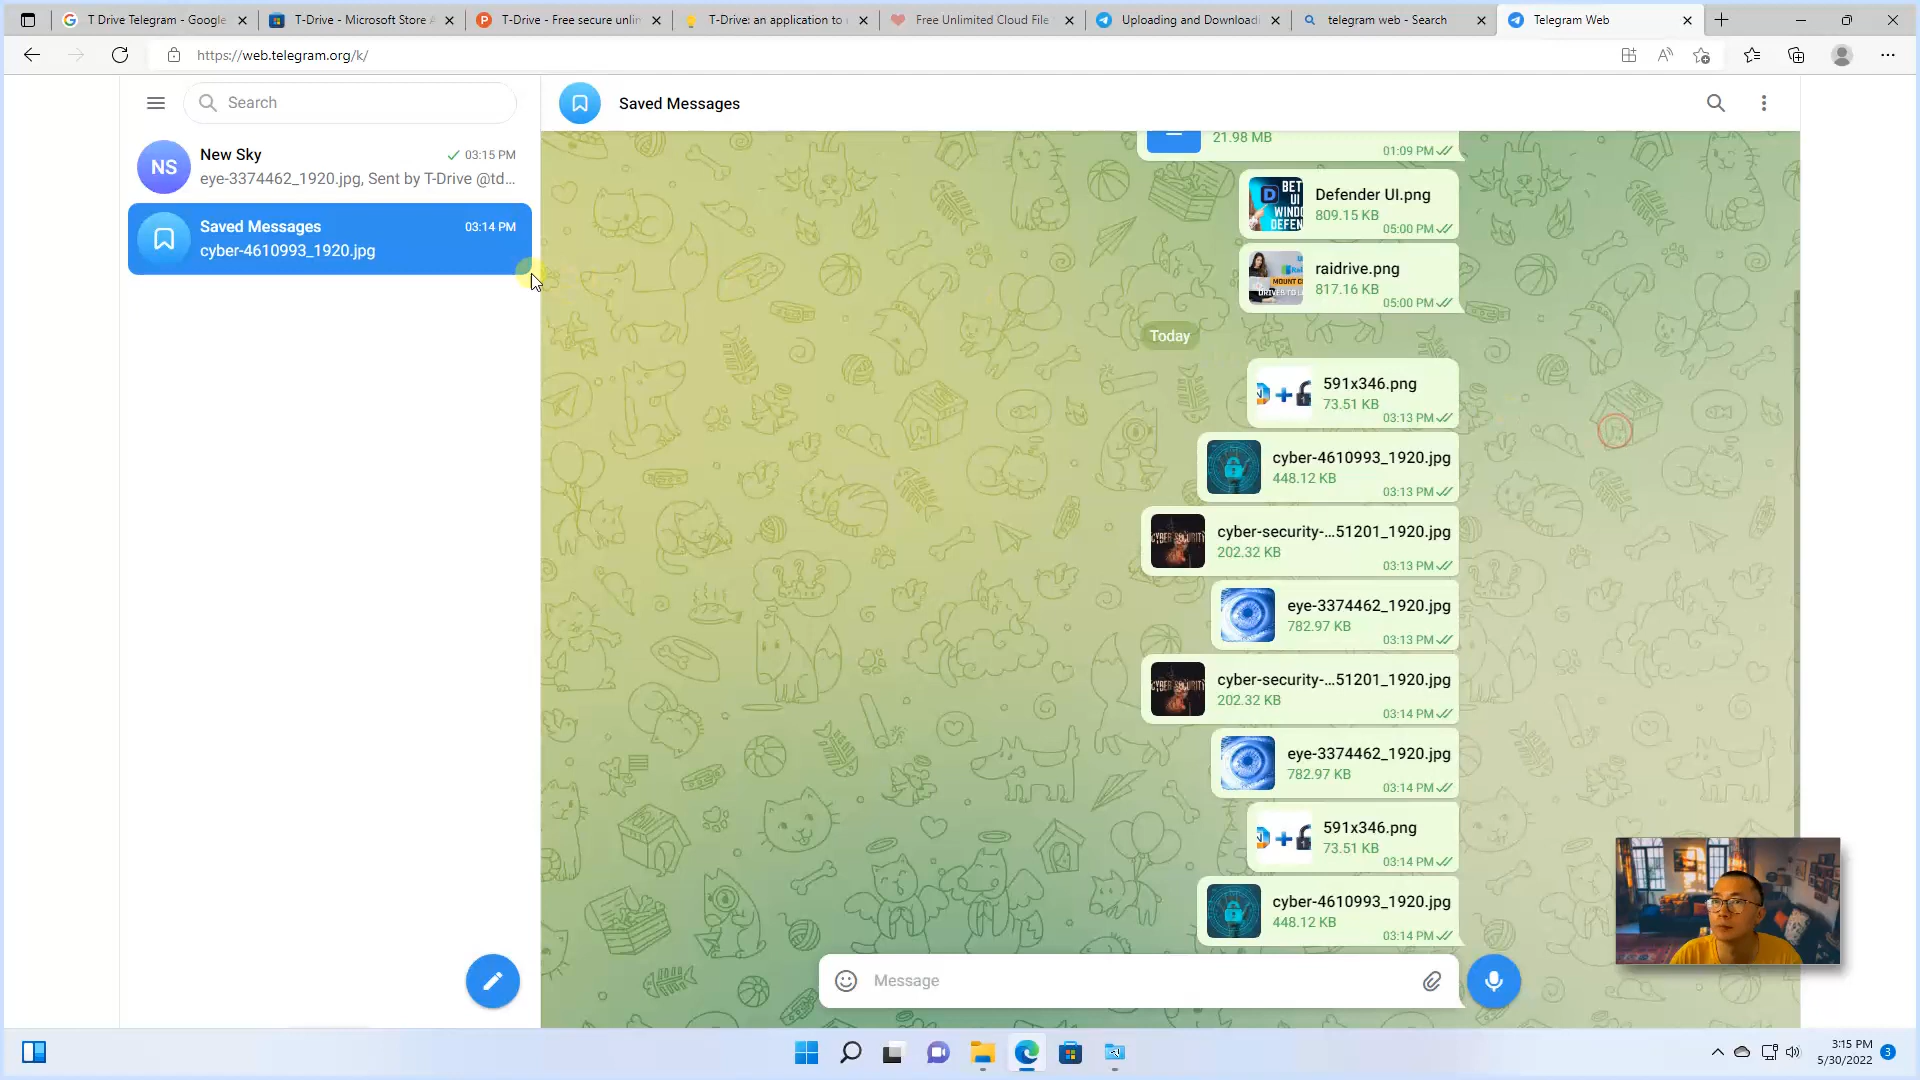 T Drive Telegram - Google
T-Drive - Microsoft Store A
T-Drive - Free secure unlin
T-Drive: an application to
Free Unlimited Cloud File
Uploading and Downloadi
telegram web - Search
Telegram Web
https://web.telegram.org/k/
Search
NS
New Sky
03:15 PM
eye-3374462_1920.jpg, Sent by T-Drive @td...
Saved Messages
03:14 PM
cyber-4610993_1920.jpg
Saved Messages
21.98 MB
01:09 PM
Defender UI.png
809.15 KB
05:00 PM
raidrive.png
817.16 KB
05:00 PM
Today
591x346.png
73.51 KB
03:13 PM
cyber-4610993_1920.jpg
448.12 KB
03:13 PM
cyber-security-...51201_1920.jpg
202.32 KB
03:13 PM
eye-3374462_1920.jpg
782.97 KB
03:13 PM
cyber-security-...51201_1920.jpg
202.32 KB
03:14 PM
eye-3374462_1920.jpg
782.97 KB
03:14 PM
591x346.png
73.51 KB
03:14 PM
cyber-4610993_1920.jpg
448.12 KB
03:14 PM
Message
3:15 PM
5/30/2022
3